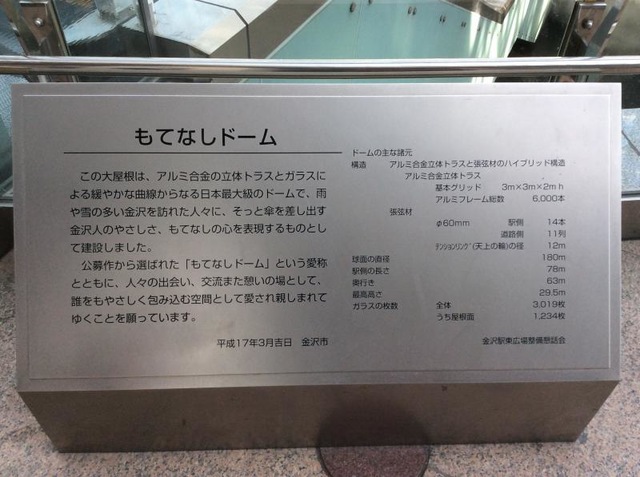 もてなしドーム
この大屋根は、アルミ合金の立体トラスとガラスに
よる緩やかな曲線からなる日本最大級のドームで、雨
や雪の多い金沢を訪れた人々に、そっと傘を差し出す
金沢人のやさしさ、もてなしの心を表現するものとし
て建設しました。
公募作から選ばれた「もてなしドーム」という愛称
とともに、人々の出会い、交流また憩いの場として、
誰をもやさしく包み込む空間として愛され親しまれて
ゆくことを願っています。
平成17年3月吉日 金沢市
ドームの主な諸元
構造 アルミ合金立体トラスと張弦材のハイブリッド構造
アルミ合金立体トラス
基本グリッド 3m×3m×2m h
アルミフレーム総数 6,000本
張弦材
φ60mm 駅側 14本
道路側 11列
テンションリング(天上の輪)の径 12m
球面の直径 180m
駅側の長さ 78m
奥行き 63m
最高高さ 29.5m
ガラスの枚数 全体 3,019枚
うち屋根面 1,234枚
金沢駅東広場整備懇話会